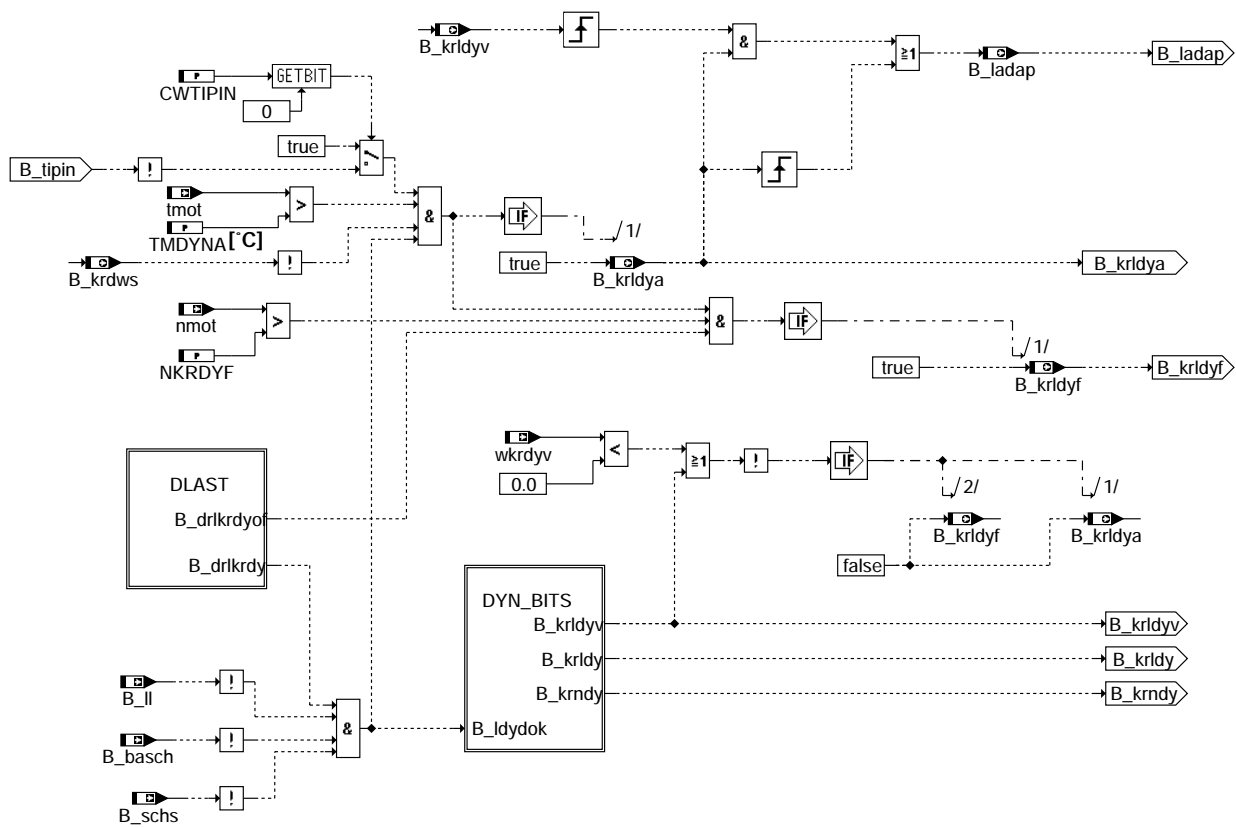 B_krldyv
&
≧1
B_ladap
B_ladap
P
CWTIPIN
GETBIT
0
true
B_tipin
!
tmot
>
P
TMDYNA[°C]
&
IF
/1/
true
B_krldya
B_krldya
B_krdws
!
nmot
>
P
NKRDYF
&
IF
/1/
true
B_krldyf
B_krldyf
wkrdyv
<
0.0
≧1
!
IF
/2/
/1/
B_krldyf
B_krldya
false
DLAST
B_drlkrdyof
B_drlkrdy
DYN_BITS
B_krldyv
B_krldy
B_krndy
B_ldydok
B_krldyv
B_krldy
B_krndy
B_ll
!
B_basch
!
&
B_schs
!